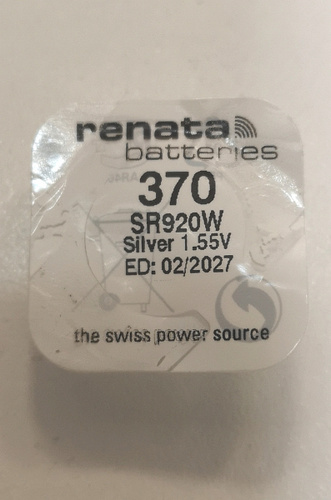 renata
batteries
370
SR920W
Silver 1.55V
ED: 02/2027
the swiss power source